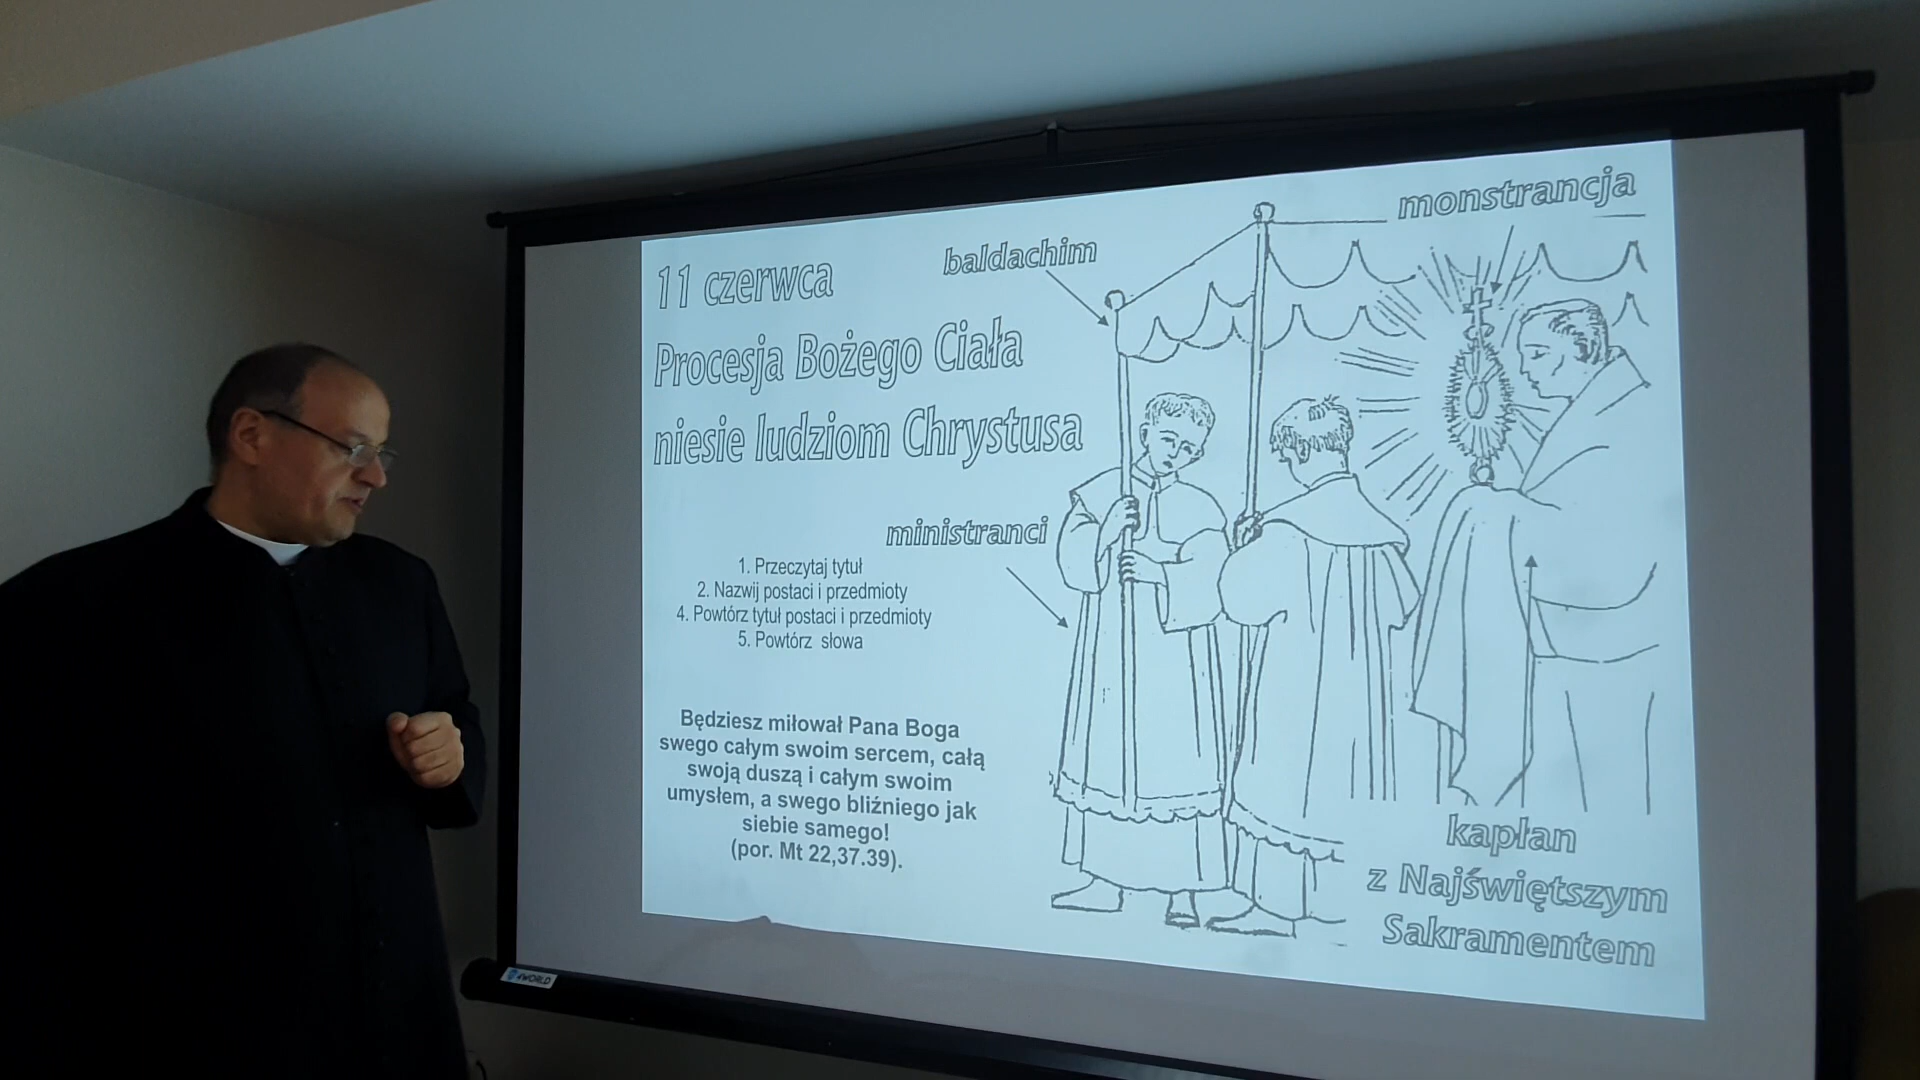 monstrancja
baldachim
11 czerwca
Procesja Bożego Ciała
niesie ludziom Chrystusa
ministranci
1. Przeczytaj tytuł
2. Nazwij postaci i przedmioty
4. Powtórz tytuł postaci i przedmioty
5. Powtórz słowa
Będziesz miłował Pana Boga
swego całym swoim sercem, całą
swoją duszą i całym swoim
umysłem, a swego bliźniego jak
siebie samego!
(por. Mt 22,37.39).
kapłan
z Najświętszym
Sakramentem
4WORLD